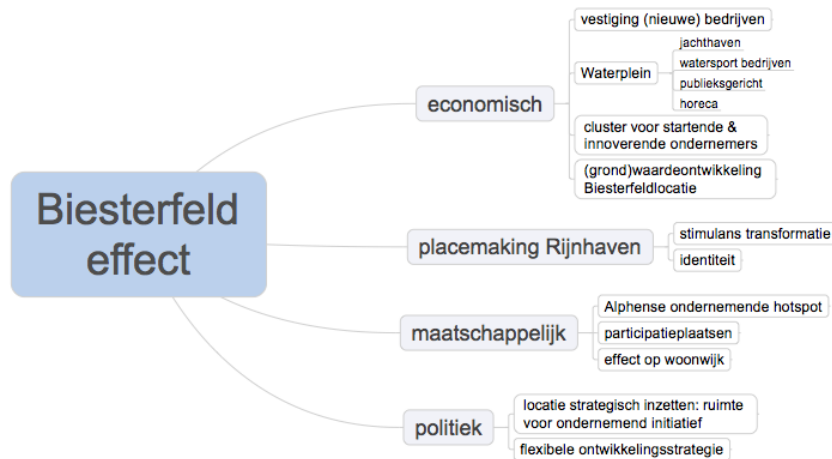 Biesterfeld
effect
economisch
vestiging (nieuwe) bedrijven
Waterplein
jachthaven
watersport bedrijven
publieksgericht
horeca
cluster voor startende &
innoverende ondernemers
(grond)waardeontwikkeling
Biesterfeldlocatie
placemaking Rijnhaven
stimulans transformatie
identiteit
maatschappelijk
Alphense ondernemende hotspot
participatieplaatsen
effect op woonwijk
politiek
locatie strategisch inzetten: ruimte
voor ondernemend initiatief
flexibele ontwikkelingsstrategie